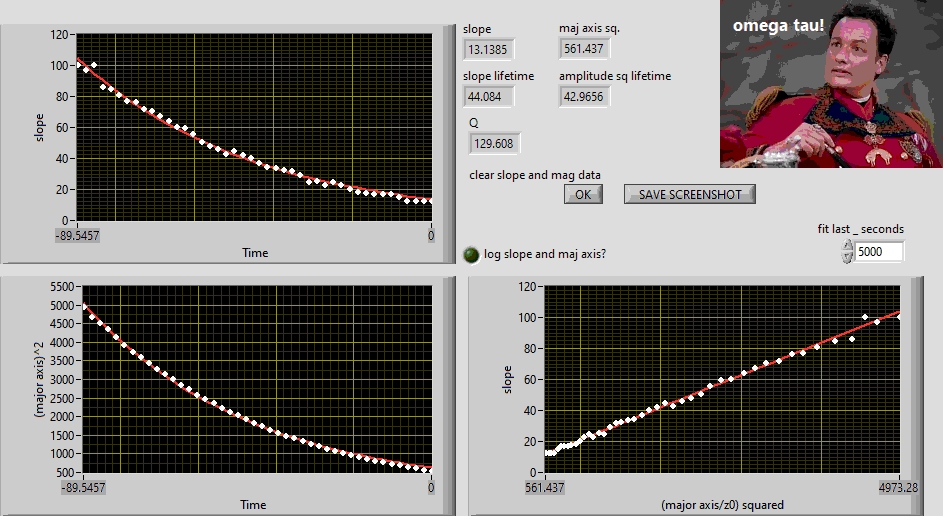 omega tau!
slope
13.1385
maj axis sq.
561.437
slope lifetime
44.084
amplitude sq lifetime
42.9656
Q
129.608
clear slope and mag data
OK
SAVE SCREENSHOT
fit last _ seconds
5000
log slope and maj axis?
120
100
80
60
40
20
0
slope
-89.5457
0
Time
5500
5000
4500
4000
3500
3000
2500
2000
1500
1000
500
(major axis)^2
-89.5457
0
Time
120
100
80
60
40
20
0
slope
561.437
4973.28
(major axis/z0) squared